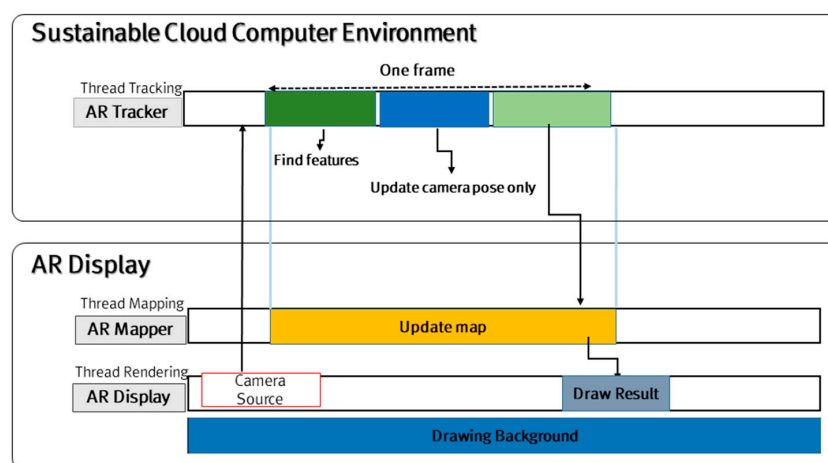 Sustainable Cloud Computer Environment
One frame
Thread Tracking
AR Tracker
Find features
Update camera pose only
AR Display
Thread Mapping
AR Mapper
Update map
Thread Rendering
AR Display
Camera
Source
Draw Result
Drawing Background